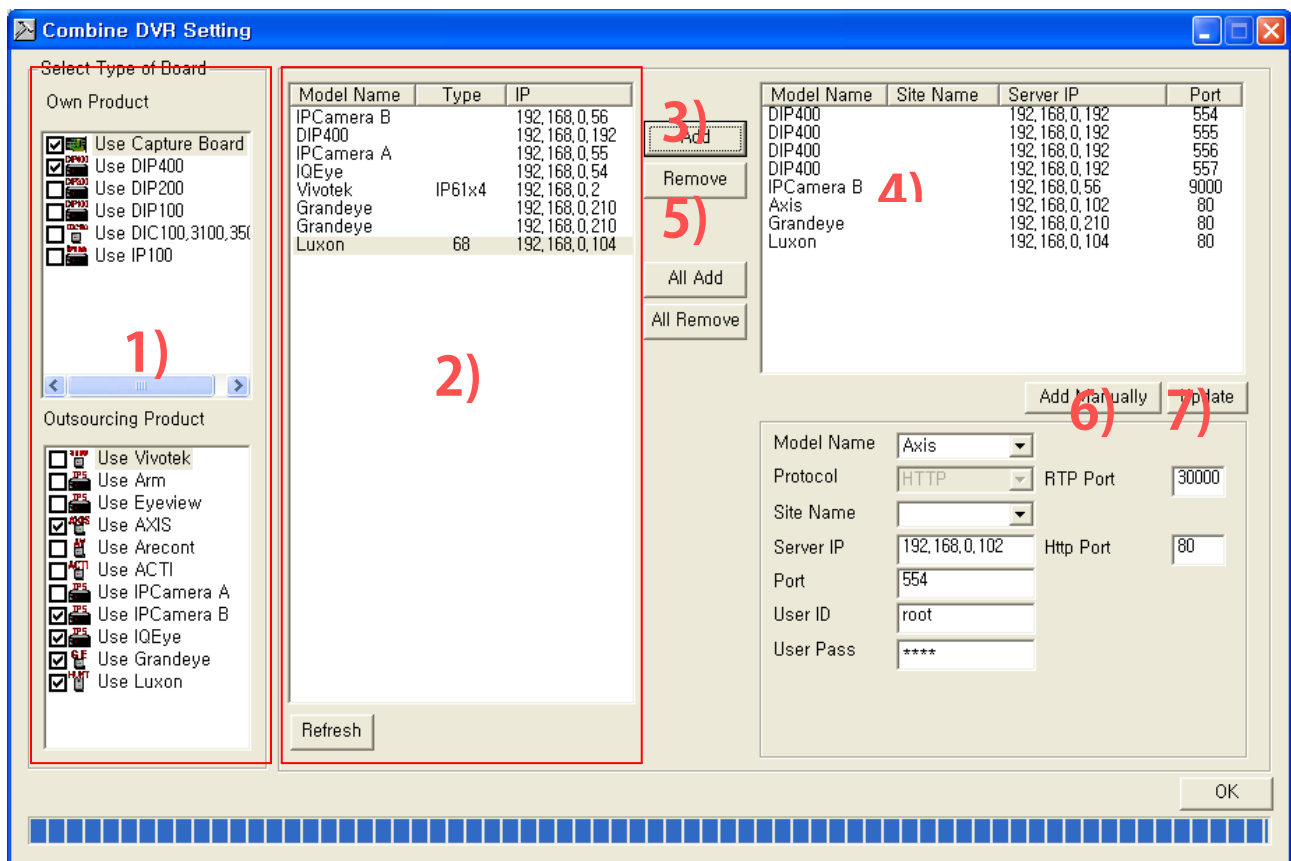 Combine DVR Setting
Select Type of Board
Own Product
Use Capture Board
Use DIP400
Use DIP200
Use DIP100
Use DIC100,3100,350
Use IP100
1)
Outsourcing Product
Use Vivotek
Use Arm
Use Eyeview
Use AXIS
Use Arecont
Use ACTI
Use IPCamera A
Use IPCamera B
Use IQEye
Use Grandeye
Use Luxon
Model Name Type IP
IPCamera B 192,168,0,56
DIP400 192,168,0,192
IPCamera A 192,168,0,55
IQEye 192,168,0,54
Vivotek IP61x4 192,168,0,2
Grandeye 192,168,0,210
Grandeye 192,168,0,210
Luxon 68 192,168,0,104
2)
Refresh
3)
Add
Remove
5)
All Add
All Remove
Model Name Site Name Server IP Port
DIP400 192,168,0,192 554
DIP400 192,168,0,192 555
DIP400 192,168,0,192 556
DIP400 192,168,0,192 557
IPCamera B 192,168,0,56 9000
4)
Axis 192,168,0,102 80
Grandeye 192,168,0,210 80
Luxon 192,168,0,104 80
Add Manually Update
6) 7)
Model Name Axis
Protocol HTTP RTP Port 30000
Site Name
Server IP 192,168,0,102 Http Port 80
Port 554
User ID root
User Pass ****
OK